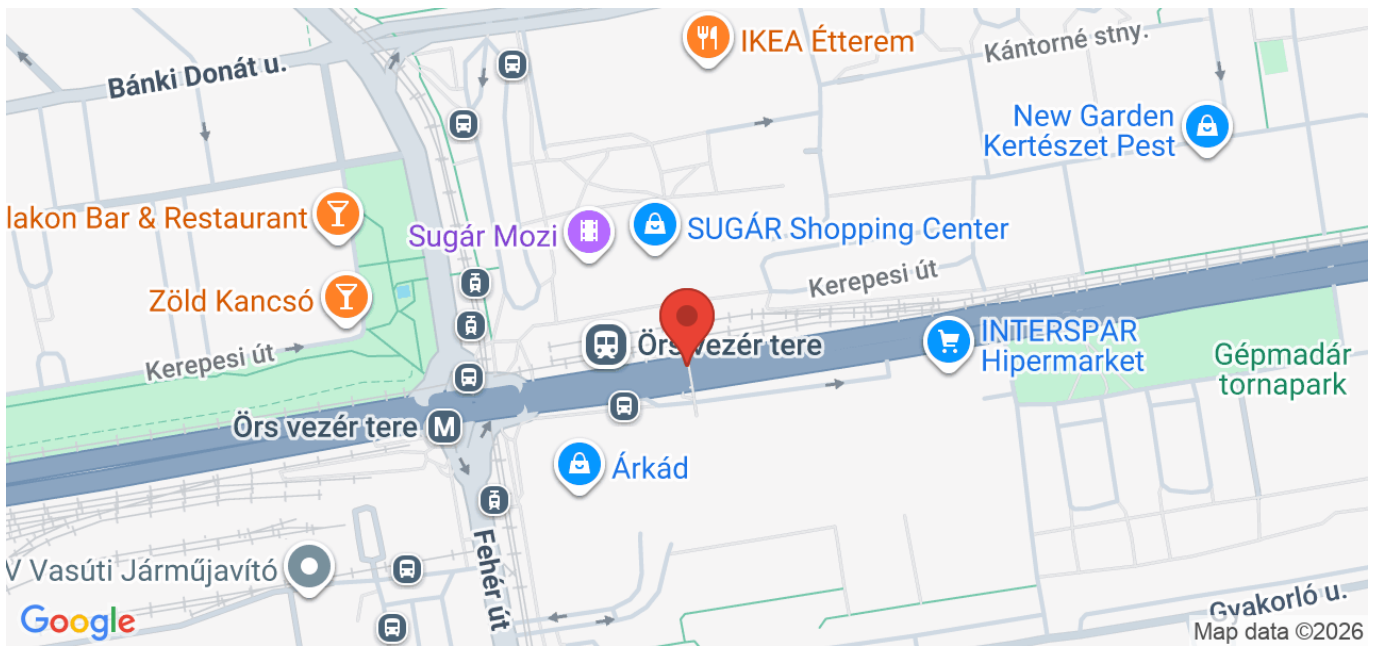 IKEA Étterem
Kántorné stny.
Bánki Donát u.
New Garden
Kertészet Pest
lakon Bar & Restaurant
Sugár Mozi
SUGÁR Shopping Center
Kerepesi út
Zöld Kancsó
Örs vezér tere
INTERSPAR
Hipermarket
Gépmadár
tornapark
Kerepesi út
Örs vezér tere
M
Árkád
Fehér út
V Vasúti Járműjavító
Gyakorló u.
Google
Map data ©2026